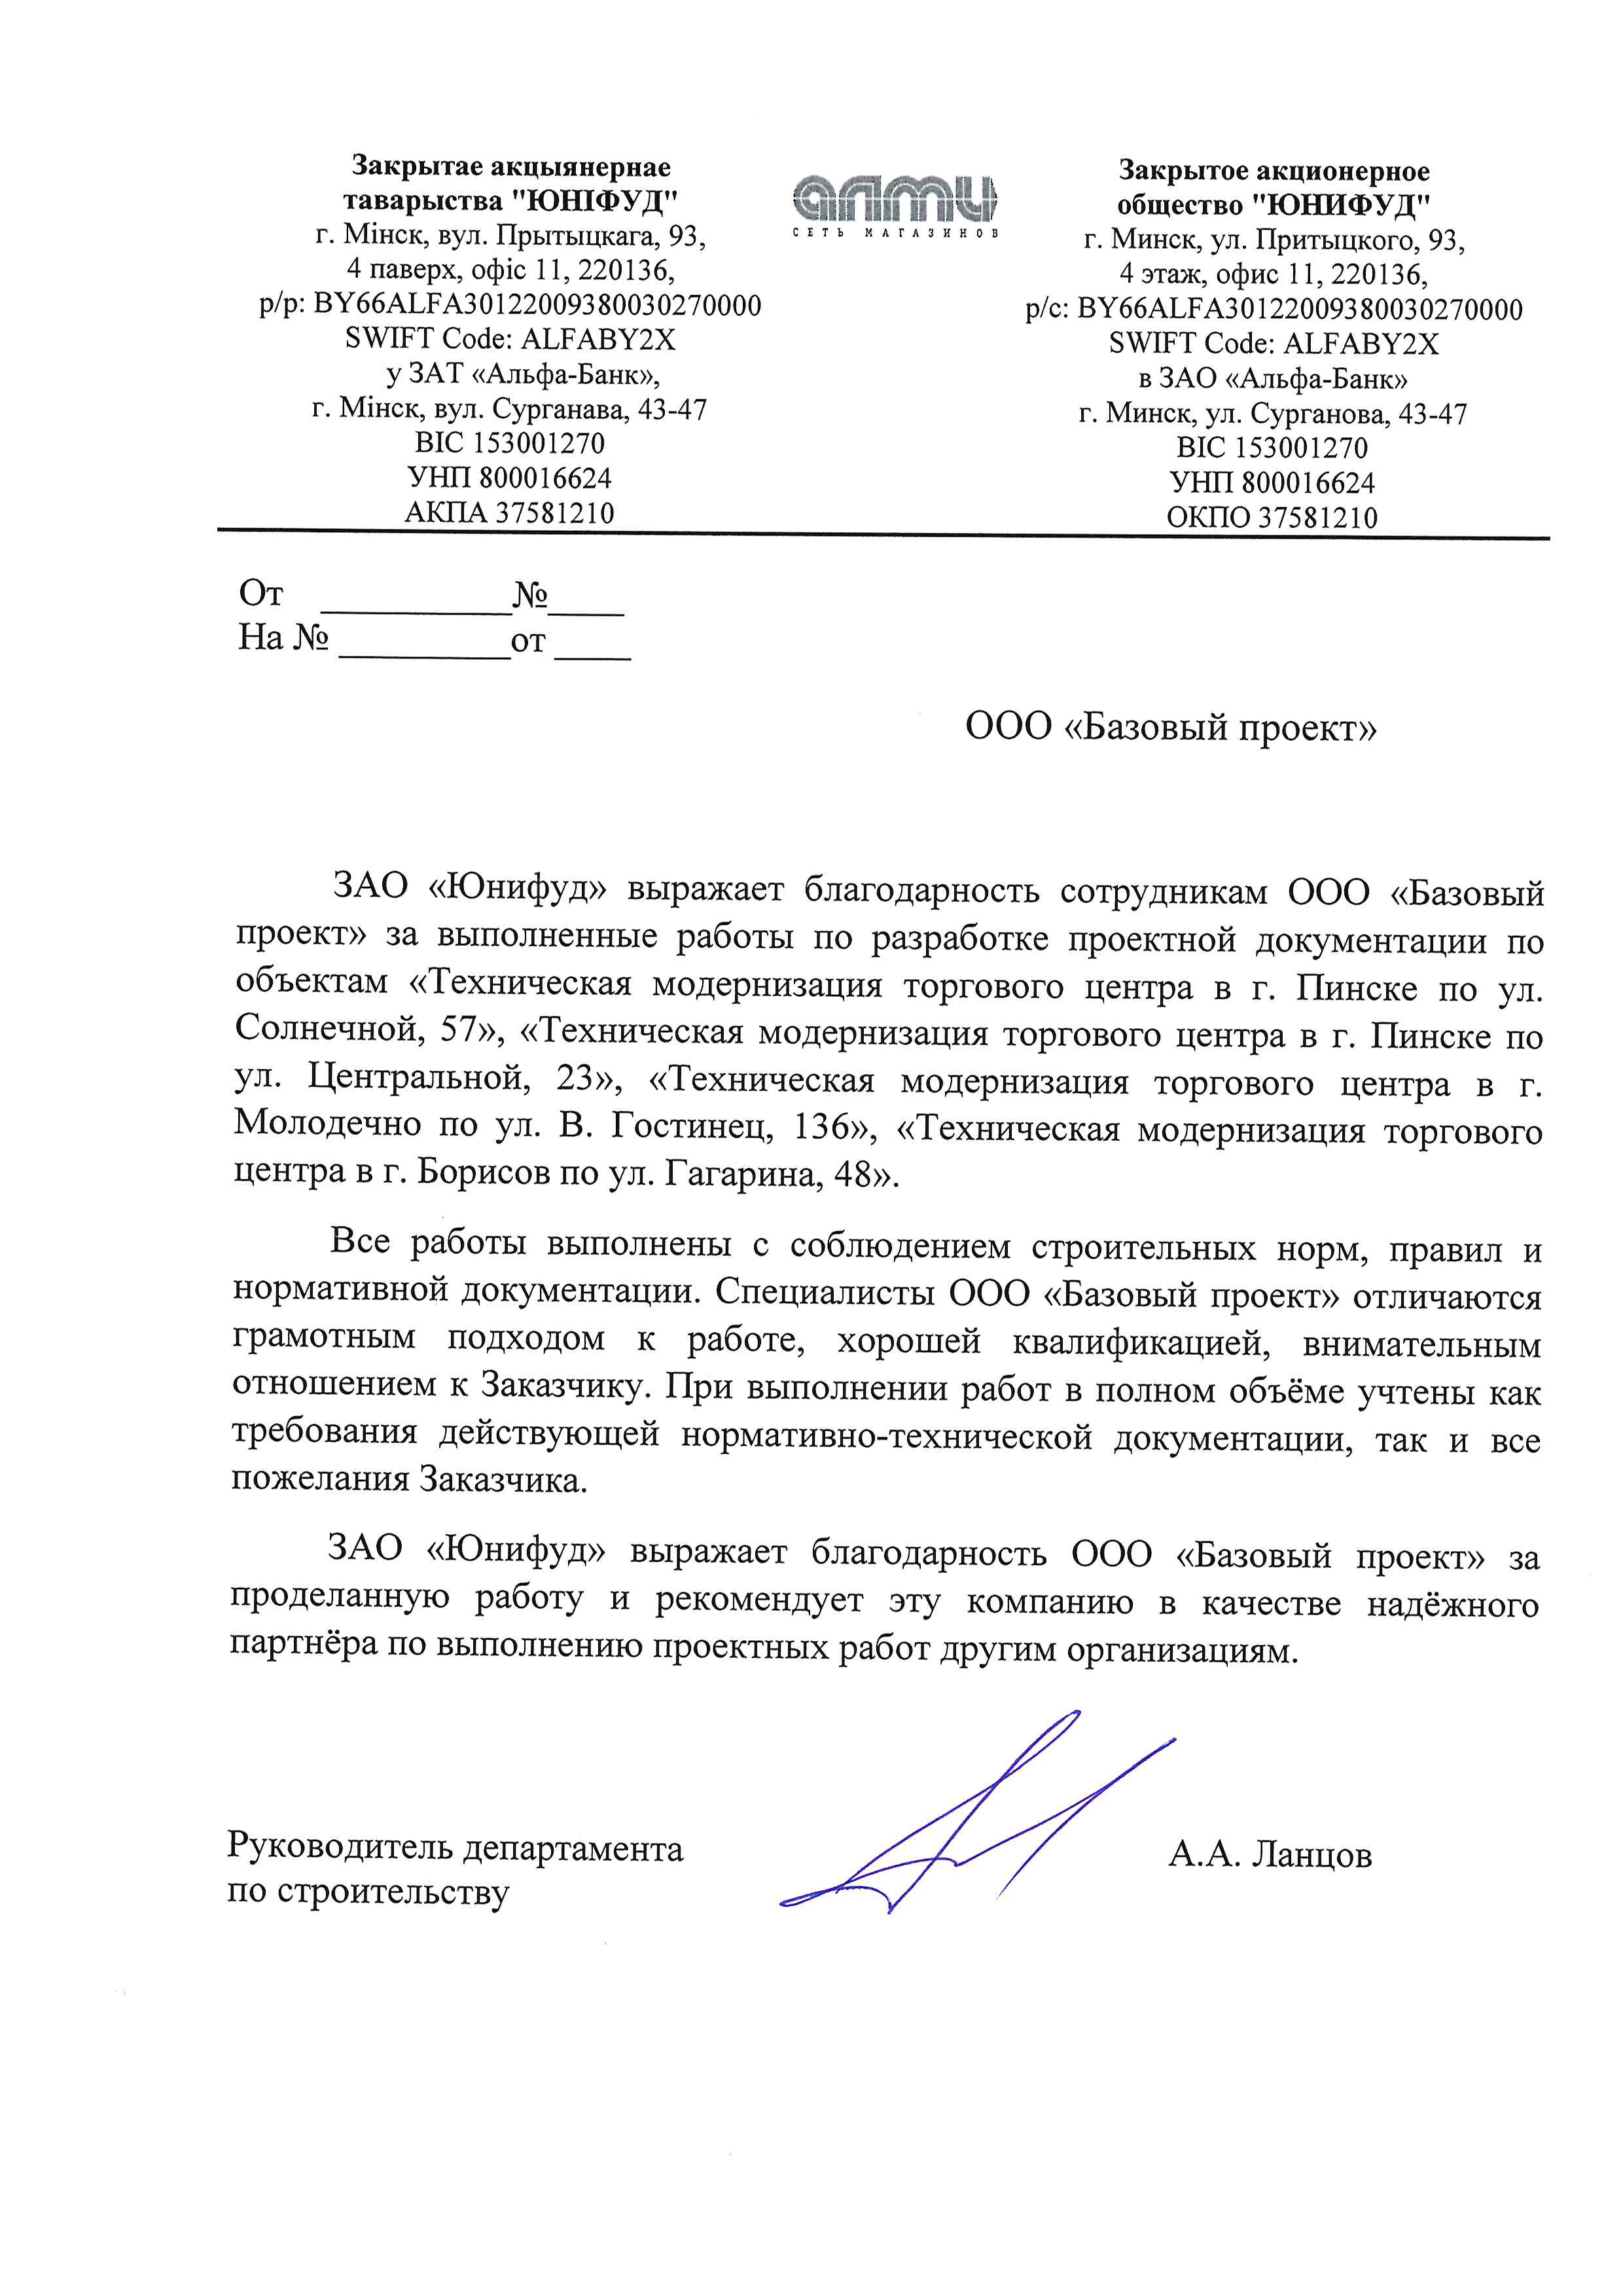 Закрытае акцыянернае
таварыства "ЮНІФУД"
г. Мінск, вул. Прытыцкага, 93,
4 паверх, офіс 11, 220136,
р/р: BY66ALFA30122009380030270000
SWIFT Code: ALFABY2X
у ЗАТ «Альфа-Банк»,
г. Мінск, вул. Сурганава, 43-47
BIC 153001270
УНП 800016624
АКПА 37581210
алми
СЕТЬ МАГАЗИНОВ
Закрытое акционерное
общество "ЮНИФУД"
г. Минск, ул. Притыцкого, 93,
4 этаж, офис 11, 220136,
р/с: BY66ALFA30122009380030270000
SWIFT Code: ALFABY2X
в ЗАО «Альфа-Банк»
г. Минск, ул. Сурганова, 43-47
BIC 153001270
УНП 800016624
ОКПО 37581210
От __________№____
На № _________от ____
ООО «Базовый проект»
ЗАО «Юнифуд» выражает благодарность сотрудникам ООО «Базовый
проект» за выполненные работы по разработке проектной документации по
объектам «Техническая модернизация торгового центра в г. Пинске по ул.
Солнечной, 57», «Техническая модернизация торгового центра в г. Пинске по
ул. Центральной, 23», «Техническая модернизация торгового центра в г.
Молодечно по ул. В. Гостинец, 136», «Техническая модернизация торгового
центра в г. Борисов по ул. Гагарина, 48».
Все работы выполнены с соблюдением строительных норм, правил и
нормативной документации. Специалисты ООО «Базовый проект» отличаются
грамотным подходом к работе, хорошей квалификацией, внимательным
отношением к Заказчику. При выполнении работ в полном объёме учтены как
требования действующей нормативно-технической документации, так и все
пожелания Заказчика.
ЗАО «Юнифуд» выражает благодарность ООО «Базовый проект» за
проделанную работу и рекомендует эту компанию в качестве надёжного
партнёра по выполнению проектных работ другим организациям.
Руководитель департамента
по строительству
А.А. Ланцов